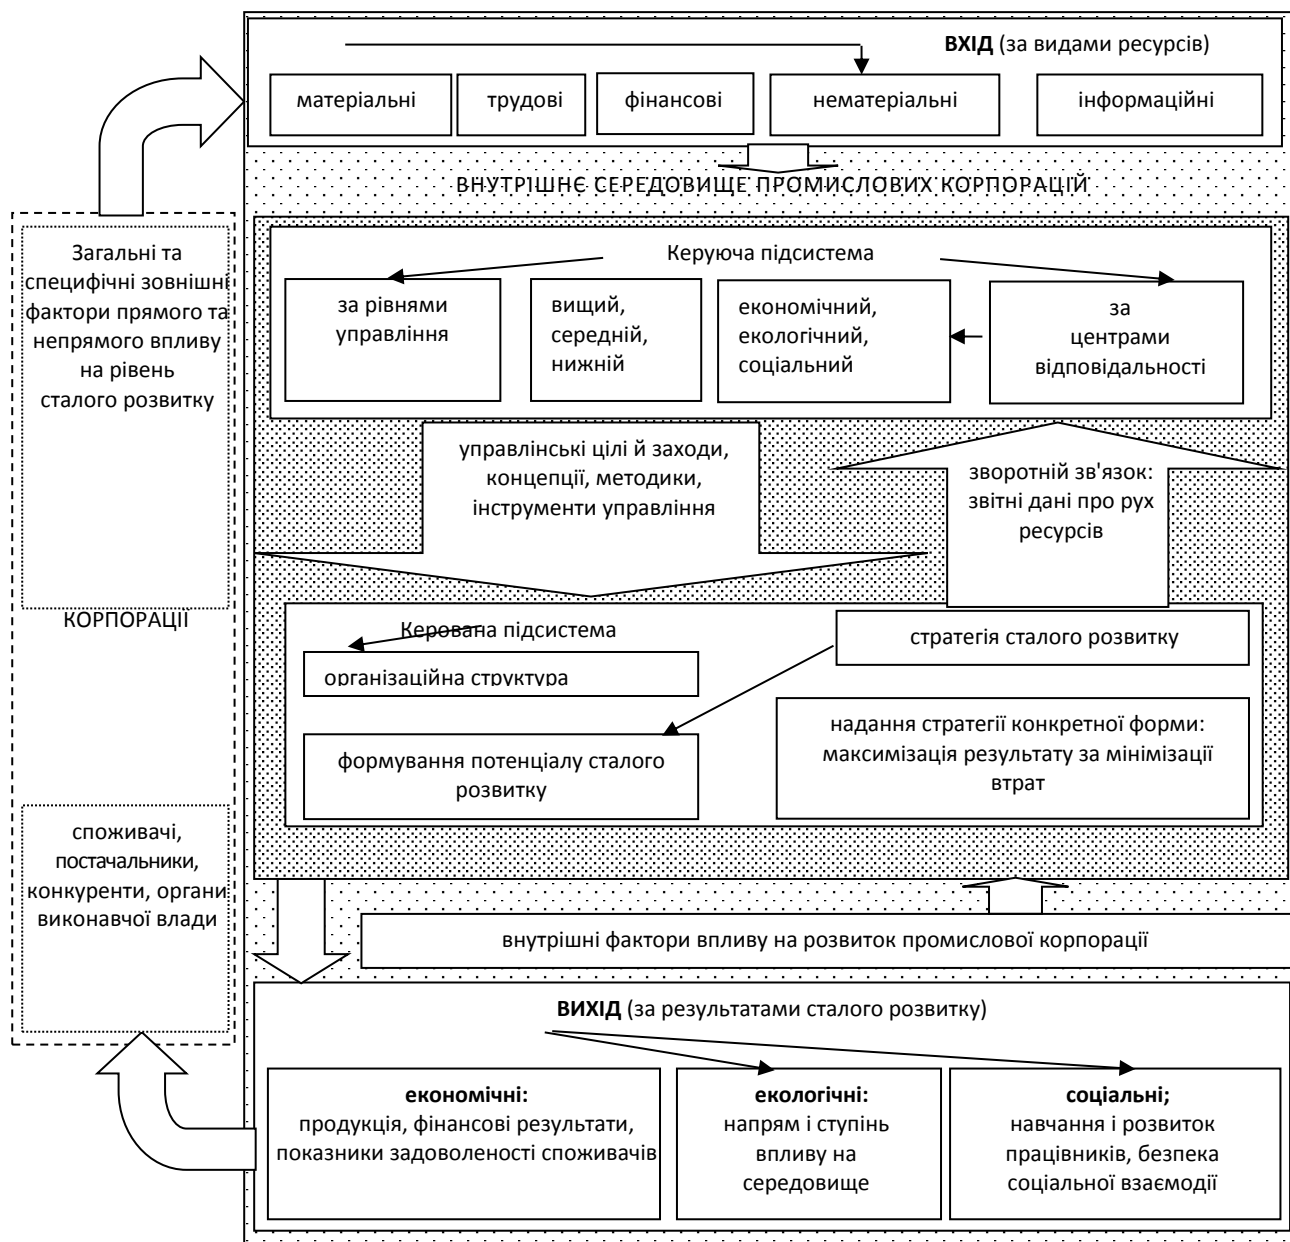 ВХІД (за видами ресурсів)
матеріальні
трудові
фінансові
нематеріальні
інформаційні
ВНУТРІШНЄ СЕРЕДОВИЩЕ ПРОМИСЛОВИХ КОРПОРАЦІЙ
Загальні та
специфічні зовнішні
фактори прямого та
непрямого впливу
на рівень
сталого розвитку
КОРПОРАЦІЇ
споживачі,
постачальники,
конкуренти, органи
виконавчої влади
Керуюча підсистема
за рівнями
управління
вищий,
середній,
нижній
економічний,
екологічний,
соціальний
за
центрами
відповідальності
управлінські цілі й заходи,
концепції, методики,
інструменти управління
зворотній зв'язок:
звітні дані про рух
ресурсів
Керована підсистема
організаційна структура
стратегія сталого розвитку
формування потенціалу сталого
розвитку
надання стратегії конкретної форми:
максимізація результату за мінімізації
втрат
внутрішні фактори впливу на розвиток промислової корпорації
ВИХІД (за результатами сталого розвитку)
економічні:
продукція, фінансові результати,
показники задоволеності споживачів
екологічні:
напрям і ступінь
впливу на
середовище
соціальні;
навчання і розвиток
працівників, безпека
соціальної взаємодії